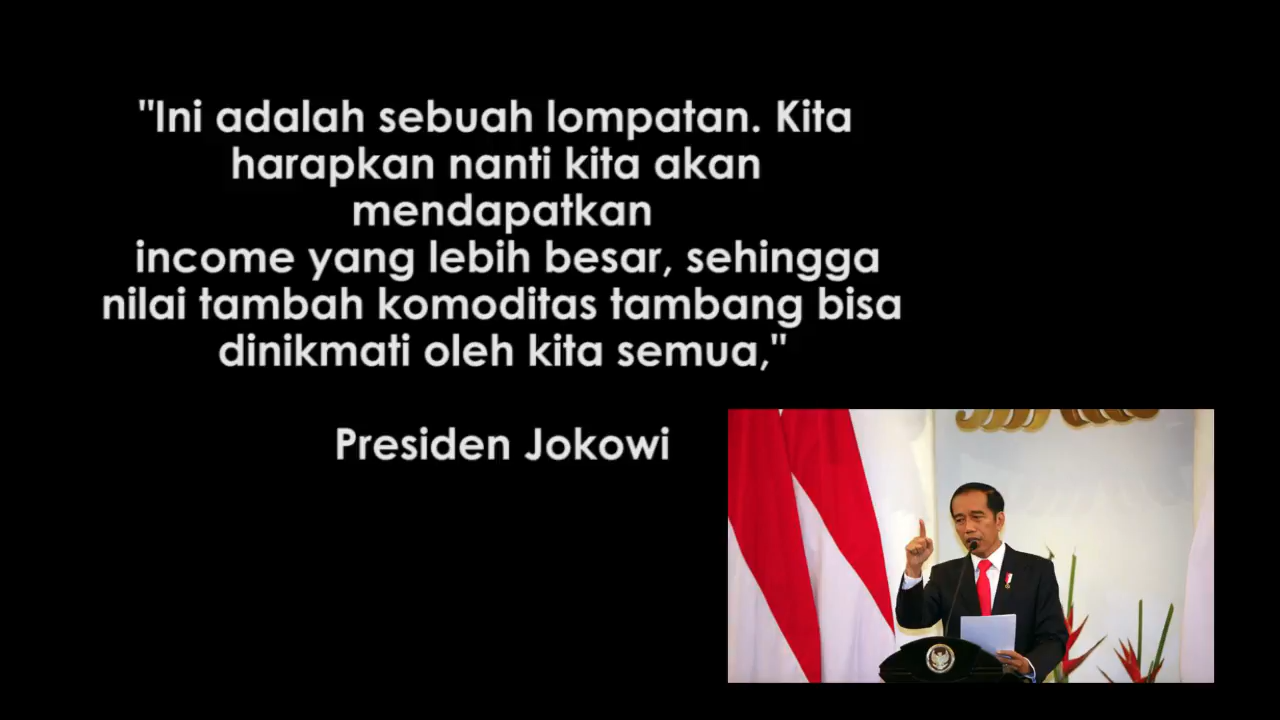 "Ini adalah sebuah lompatan. Kita
harapkan nanti kita akan
mendapatkan
income yang lebih besar, sehingga
nilai tambah komoditas tambang bisa
dinikmati oleh kita semua,"
Presiden Jokowi